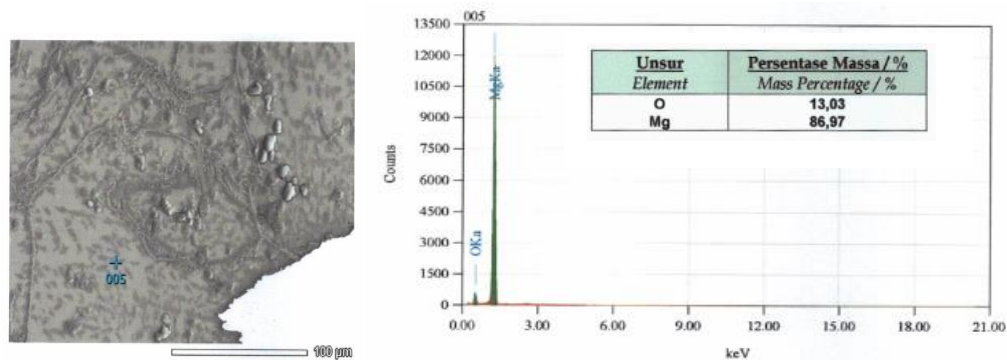 005
100 µm
005
13500
12000
10500
9000
7500
6000
4500
3000
1500
0
Counts
OKa
MgKa
Unsur Persentase Massa / %
Element Mass Percentage / %
O 13,03
Mg 86,97
0.00 3.00 6.00 9.00 12.00 15.00 18.00 21.00
keV